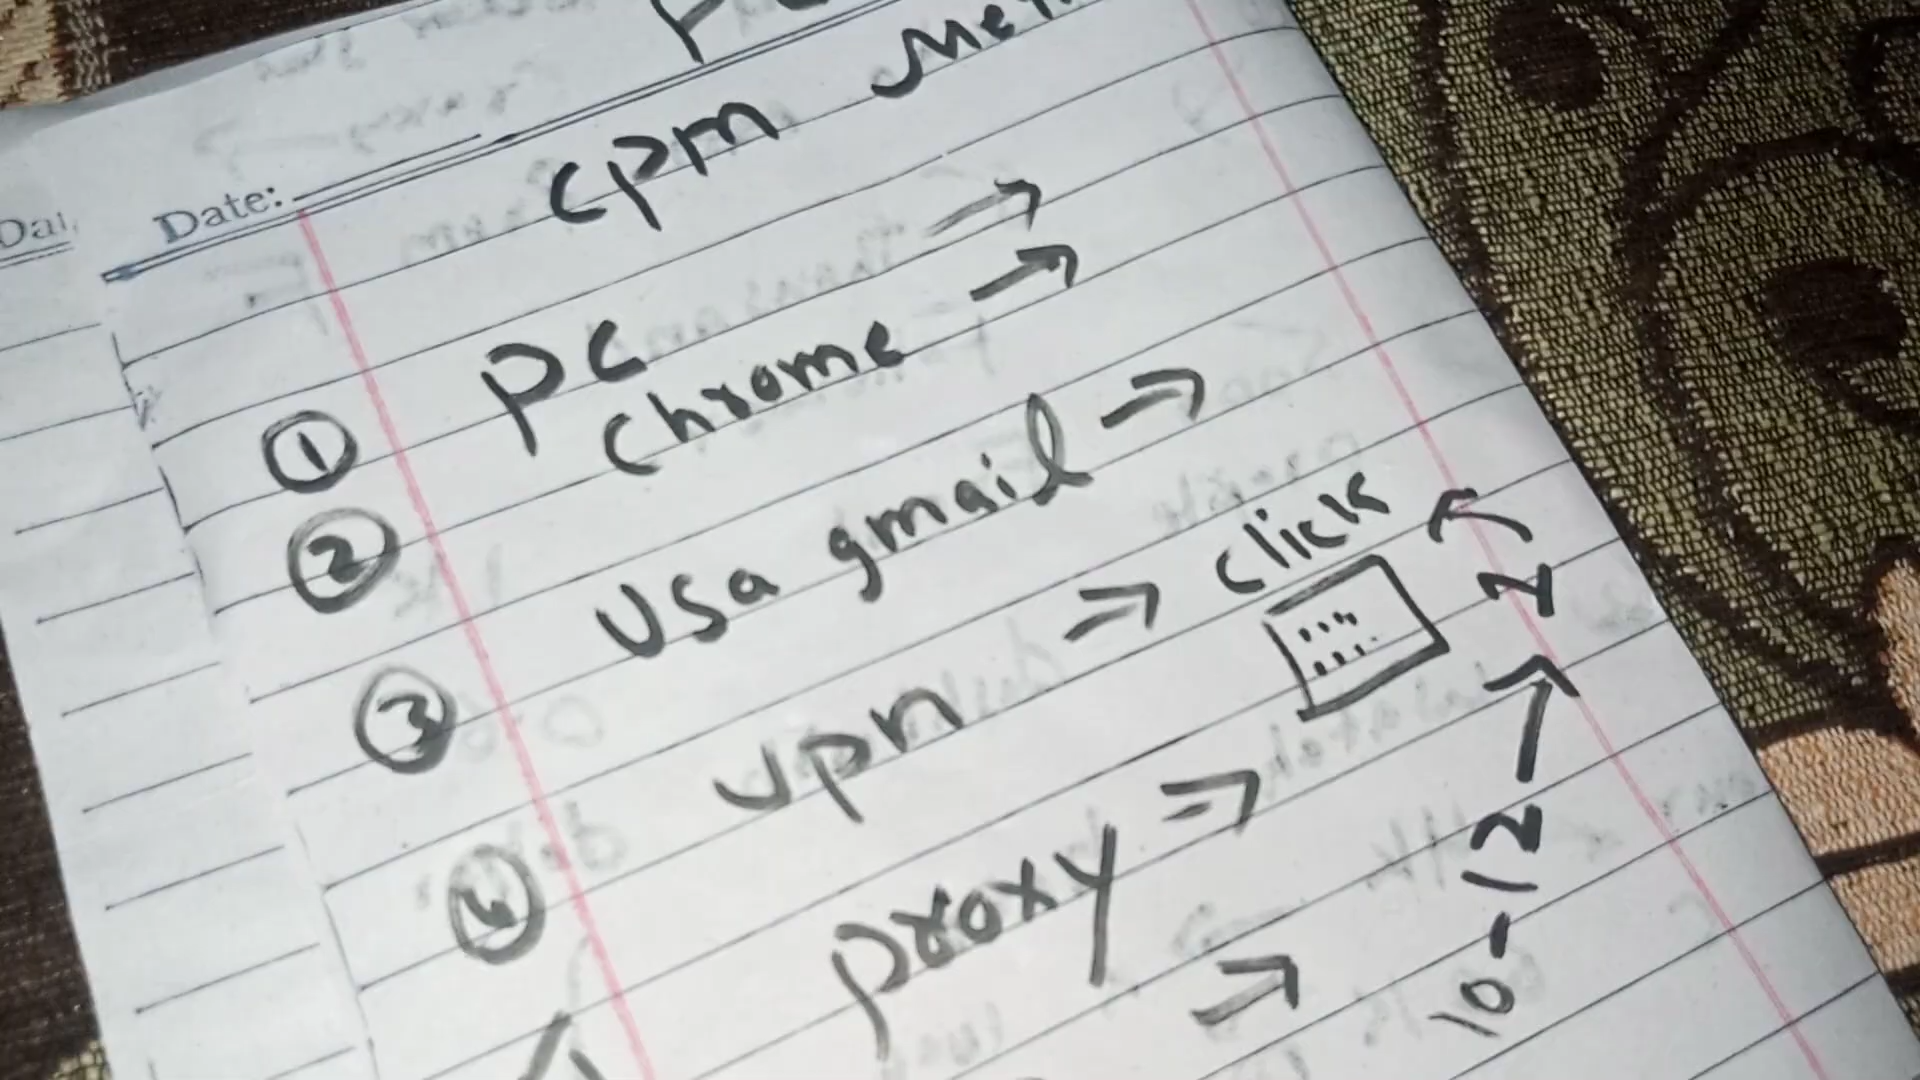 Date:
cpm
① PC
② Chrome
③ Usa gmail
④ vpn click
proxy
10-12